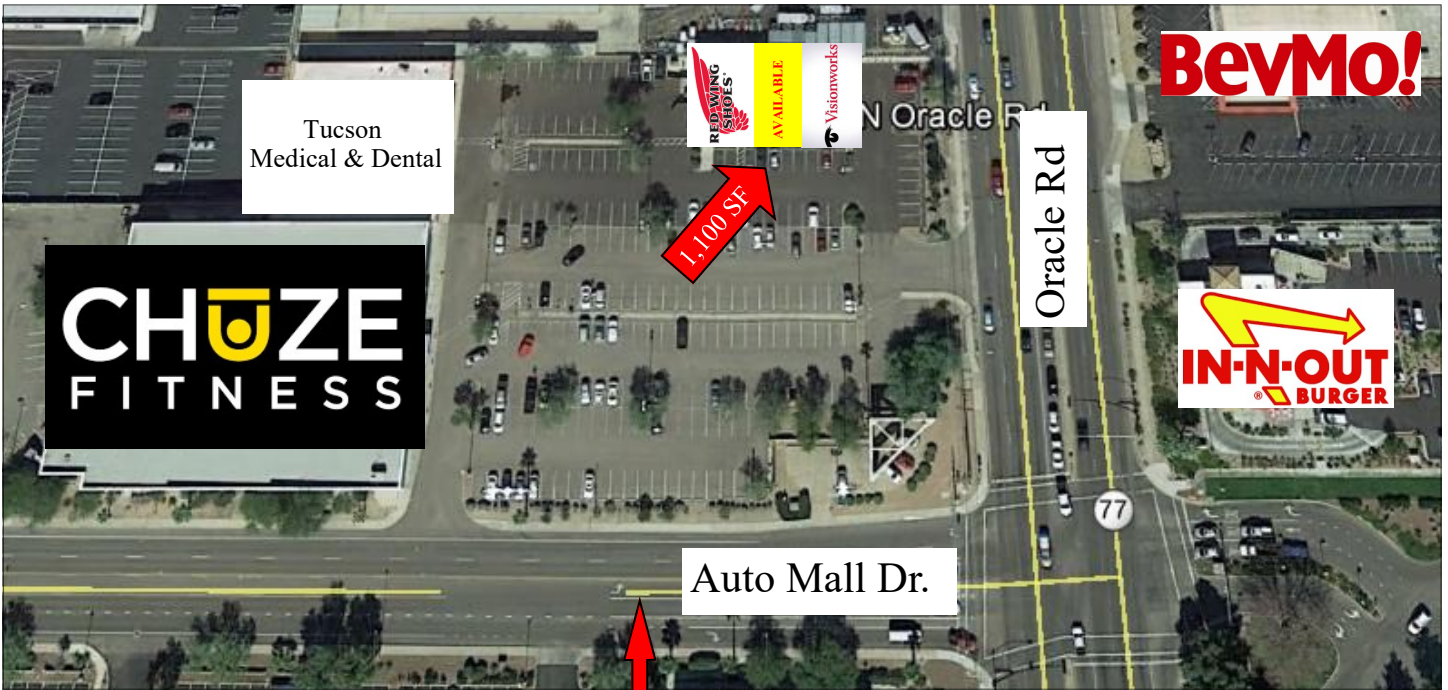 BevMo!
RED WING
SHOES®
AVAILABLE
Visionworks
N Oracle Rd
Tucson
Medical & Dental
Oracle Rd
1,100 SF
CHUZE
FITNESS
IN-N-OUT
® BURGER
77
Auto Mall Dr.